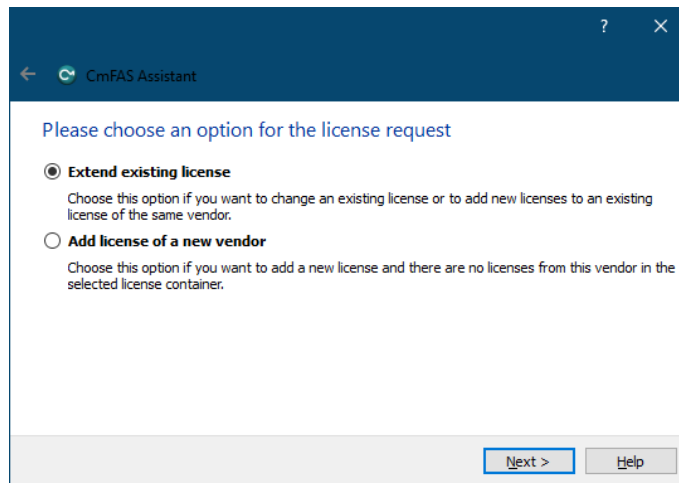 ?
CmFAS Assistant
Please choose an option for the license request
Extend existing license
Choose this option if you want to change an existing license or to add new licenses to an existing
license of the same vendor.
Add license of a new vendor
Choose this option if you want to add a new license and there are no licenses from this vendor in the
selected license container.
Next >
Help